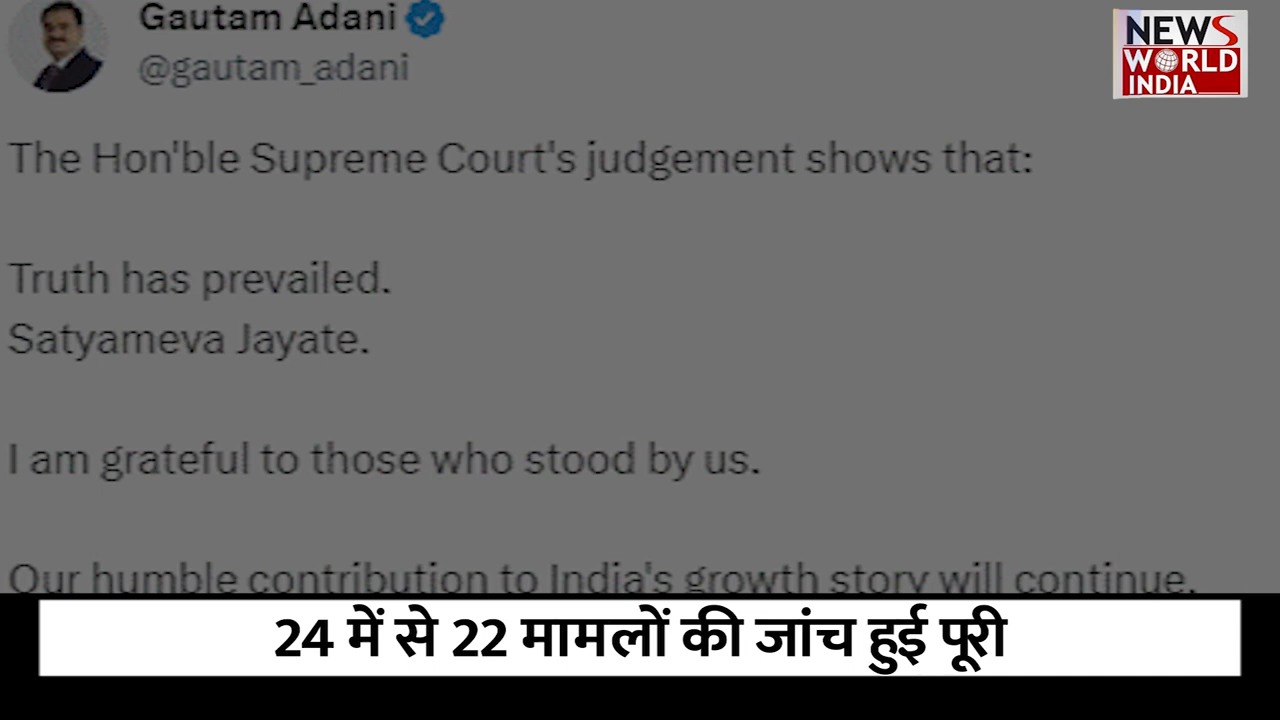 Gautam Adani
@gautam_adani
NEWS
WORLD
INDIA
The Hon'ble Supreme Court's judgement shows that:
Truth has prevailed.
Satyameva Jayate.
I am grateful to those who stood by us.
Our humble contribution to India's growth story will continue.
24 में से 22 मामलों की जांच हुई पूरी